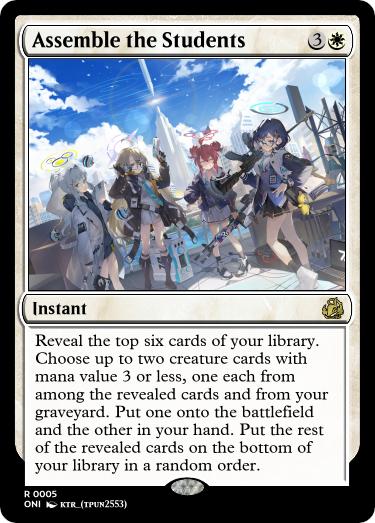 Assemble the Students 3
Instant
Reveal the top six cards of your library.
Choose up to two creature cards with
mana value 3 or less, one each from
among the revealed cards and from your
graveyard. Put one onto the battlefield
and the other in your hand. Put the rest
of the revealed cards on the bottom of
your library in a random order.
R 0005
ONI KTR_(TPUN2553)